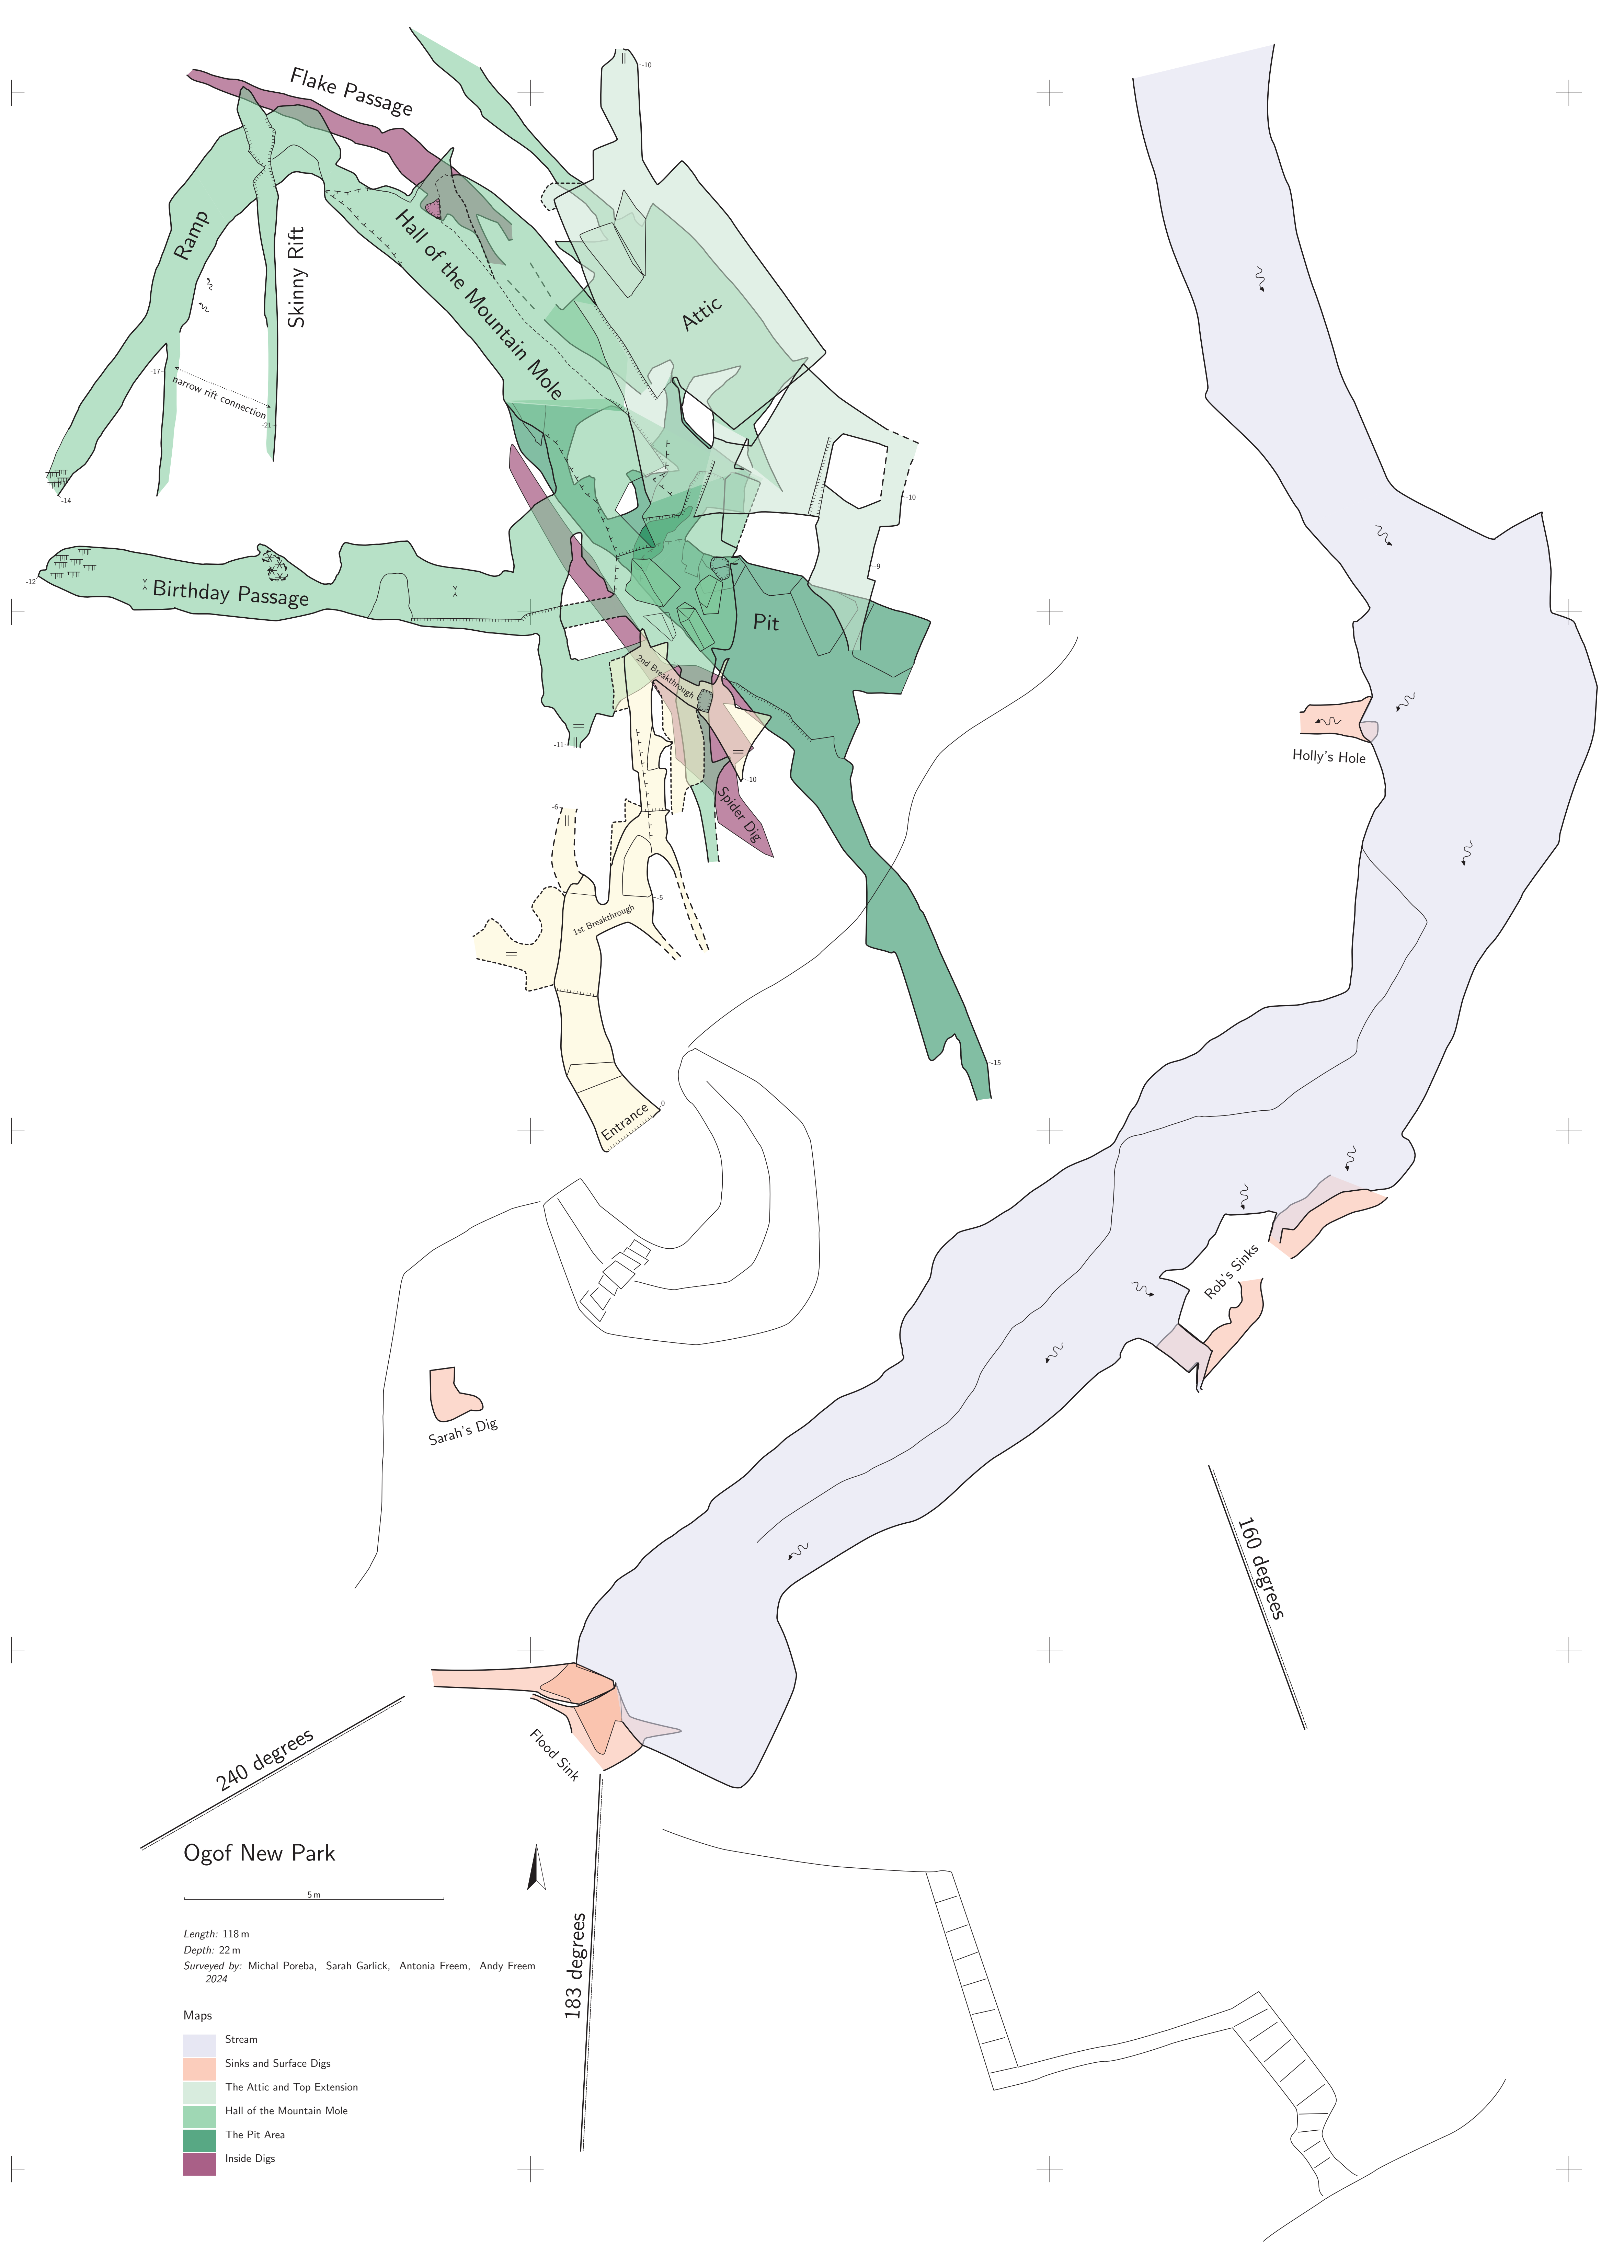 -10
Flake Passage
Ramp
Skinny Rift
Hall of the Mountain Mole
Attic
-17
narrow rift connection
-21
-14
-10
-12
Birthday Passage
-9
Pit
2nd Breakthrough
-11
-10
Spider Dig
-6
-5
1st Breakthrough
-15
Entrance
0
Holly's Hole
Rob's Sinks
Sarah's Dig
160 degrees
Flood Sink
240 degrees
183 degrees
Ogof New Park
5 m
Length: 118 m
Depth: 22 m
Surveyed by: Michal Poreba, Sarah Garlick, Antonia Freem, Andy Freem
2024
Maps
Stream
Sinks and Surface Digs
The Attic and Top Extension
Hall of the Mountain Mole
The Pit Area
Inside Digs